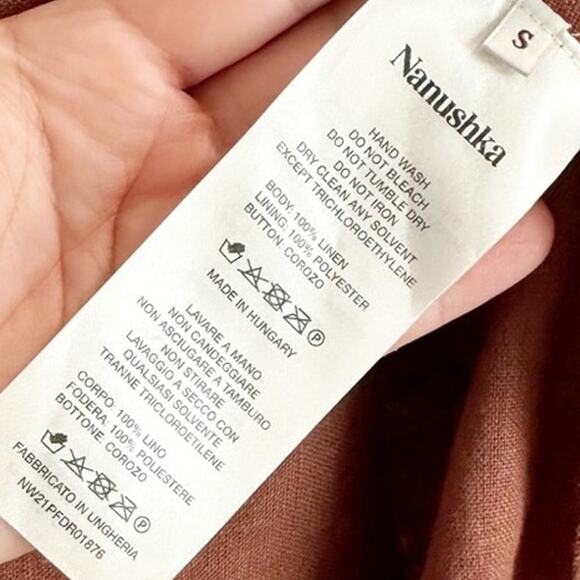 S
Nanushka
HAND WASH
DO NOT BLEACH
DO NOT TUMBLE DRY
DO NOT IRON
DRY CLEAN ANY SOLVENT
EXCEPT TRICHLOROETHYLENE
BODY: 100% LINEN
LINING: 100% POLYESTER
BUTTON: COROZO
P
MADE IN HUNGARY
LAVARE A MANO
NON CANDEGGIARE
NON ASCIUGARE A TAMBURO
NON STIRARE
LAVAGGIO A SECCO CON
QUALSIASI SOLVENTE
TRANNE TRICLOROETILENE
CORPO: 100% LINO
FODERA: 100% POLIESTERE
BOTTONE: COROZO
P
FABBRICATO IN UNGHERIA
NW21PFDR01876